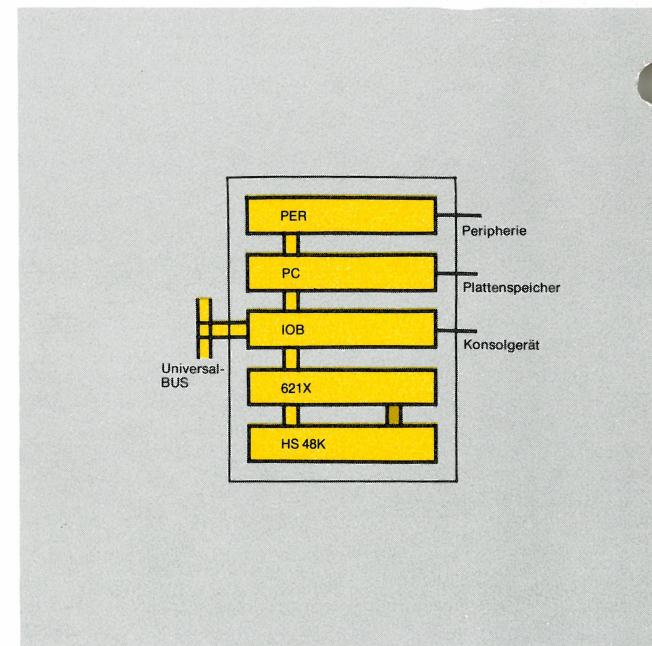 PER
Peripherie
PC
Plattenspeicher
IOB
Konsolgerät
Universal-
BUS
621X
HS 48K